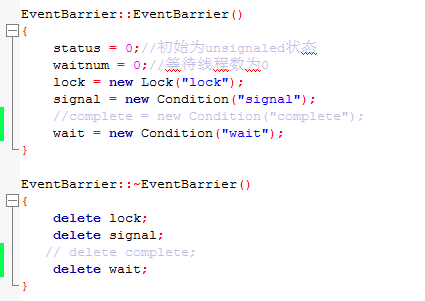 EventBarrier::EventBarrier()
{
    status = 0;//初始为unsignaled状态
    waitnum = 0;//等待线程数为0
    lock = new Lock("lock");
    signal = new Condition("signal");
    //complete = new Condition("complete");
    wait = new Condition("wait");
}
EventBarrier::~EventBarrier()
{
    delete lock;
    delete signal;
   // delete complete;
    delete wait;
}